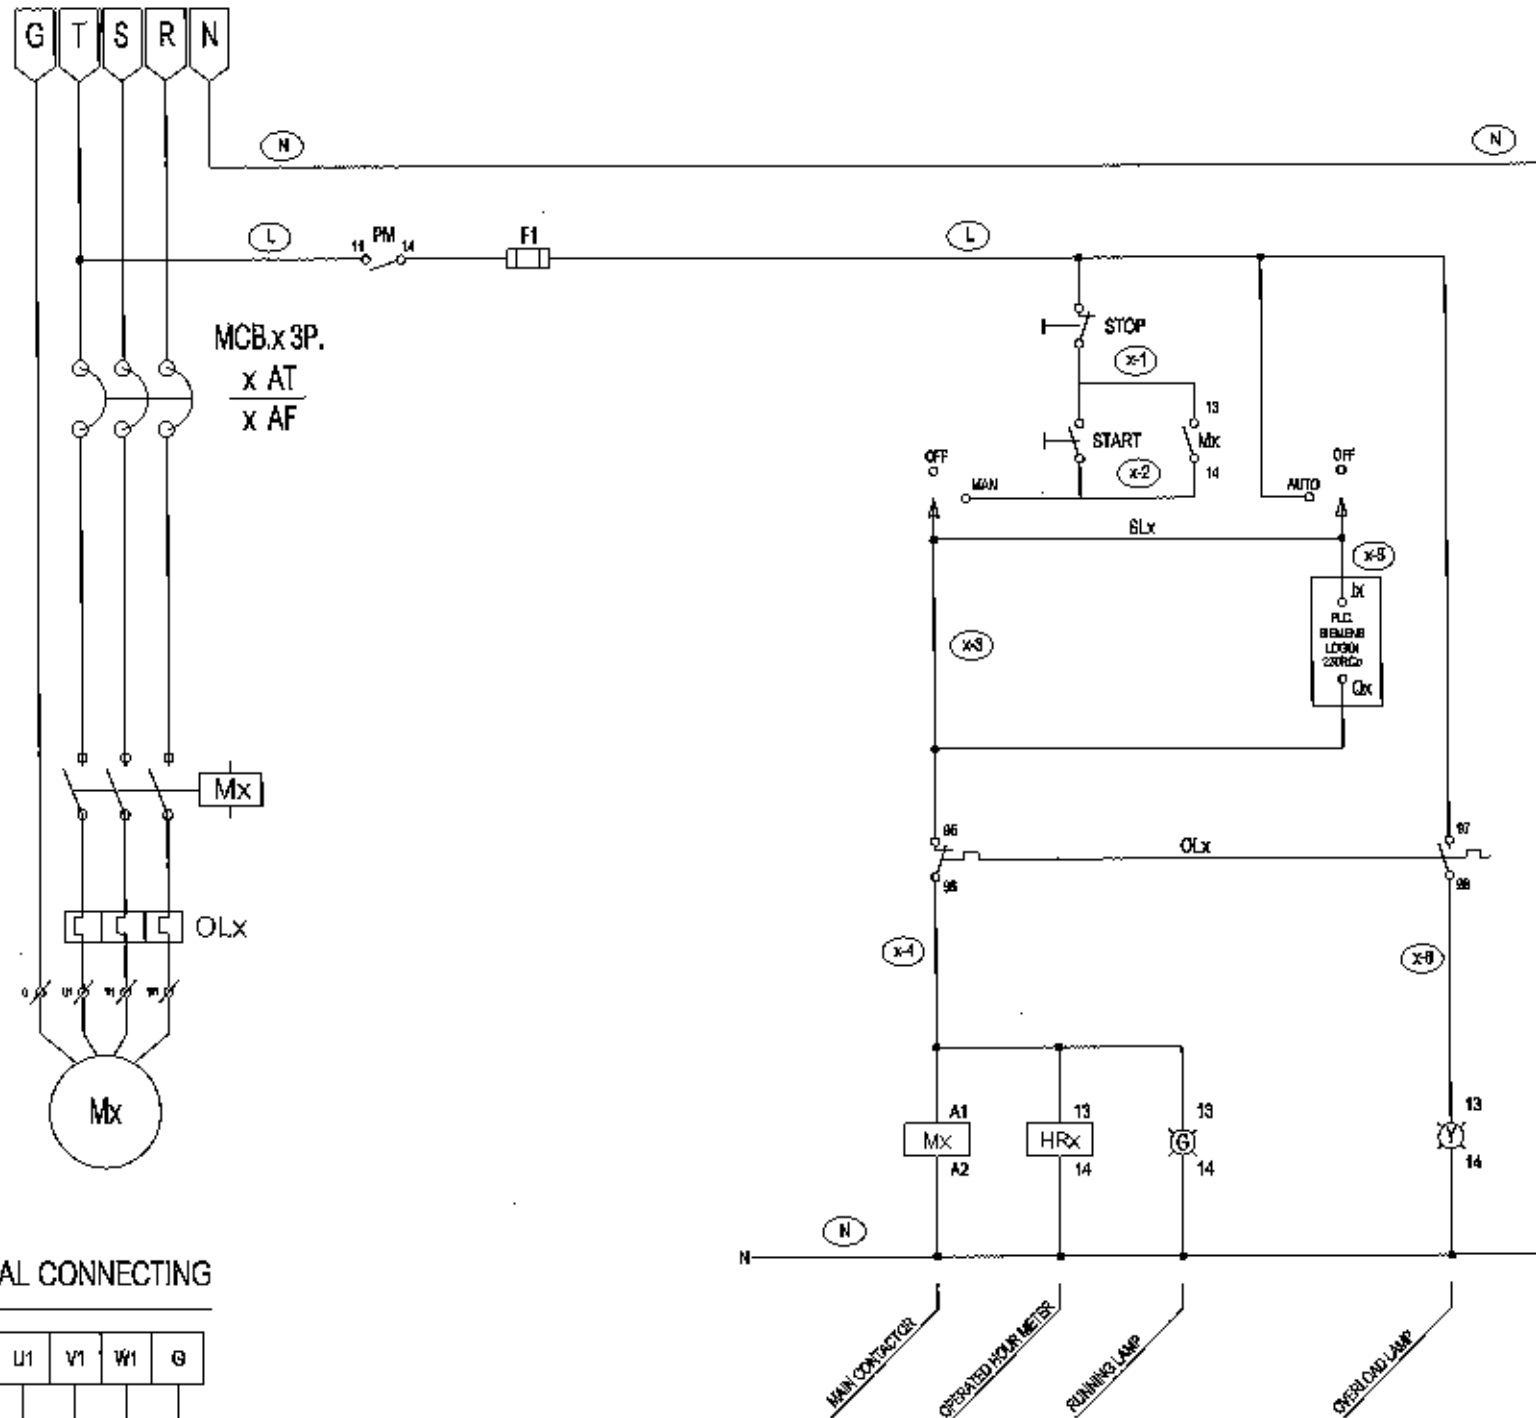 G T S R N
N
N
L
11 PM 14
F1
L
MCB.x 3P.
x AT
x AF
STOP
x-1
13
START
Mx
x-2
14
OFF
MAN
OFF
AUTO
SLx
x-5
Ix
PLC.
SIEMENS
Qx
x-3
Mx
95
OLx
97
96
98
OLx
x-4
x-6
G U1 V1 W1
Mx
A1
13
13
13
Mx
HRx
G
Y
A2
14
14
14
N
N
AL CONNECTING
MAIN CONTACTOR
OPERATED HOUR METER
RUNNING LAMP
OVERLOAD LAMP
U1 V1 W1 G